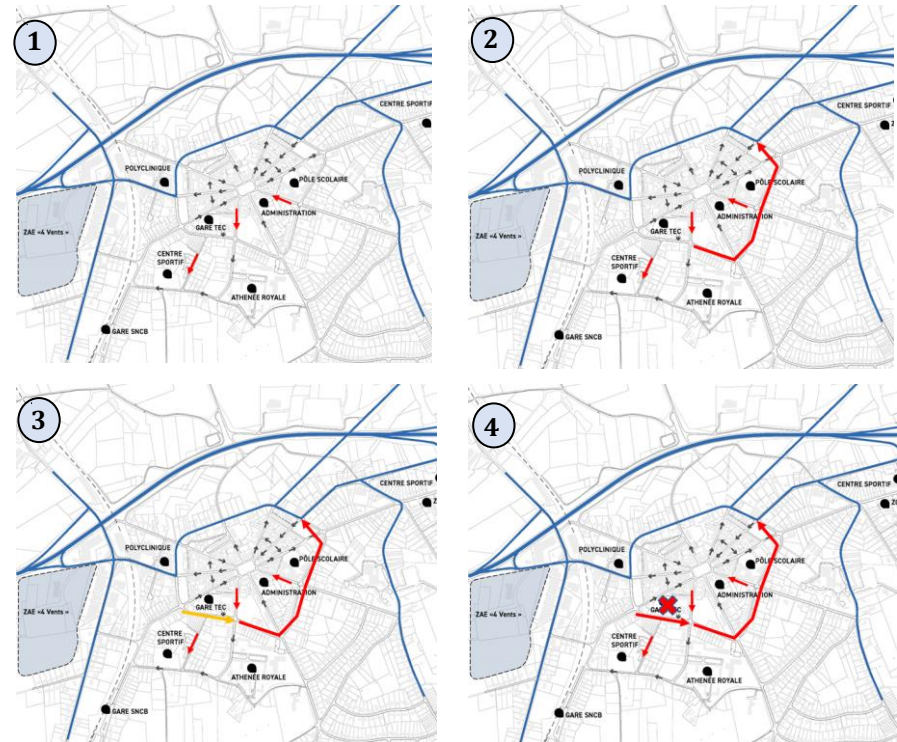 1
CENTRE SPORTIF
POLYCLINIQUE
PÔLE SCOLAIRE
ADMINISTRATION
GARE TEC
ZAE «4 Vents »
CENTRE
SPORTIF
ATHENÉE ROYALE
GARE SNCB
2
CENTRE SPORTIF
POLYCLINIQUE
PÔLE SCOLAIRE
ADMINISTRATION
GARE TEC
ZAE «4 Vents »
CENTRE
SPORTIF
ATHENÉE ROYALE
GARE SNCB
3
CENTRE SPORTIF
POLYCLINIQUE
PÔLE SCOLAIRE
ADMINISTRATION
GARE TEC
ZAE «4 Vents »
CENTRE
SPORTIF
ATHENÉE ROYALE
GARE SNCB
4
CENTRE SPORTIF
POLYCLINIQUE
PÔLE SCOLAIRE
ADMINISTRATION
ZAE «4 Vents »
CENTRE
SPORTIF
ATHENÉE ROYALE
GARE SNCB